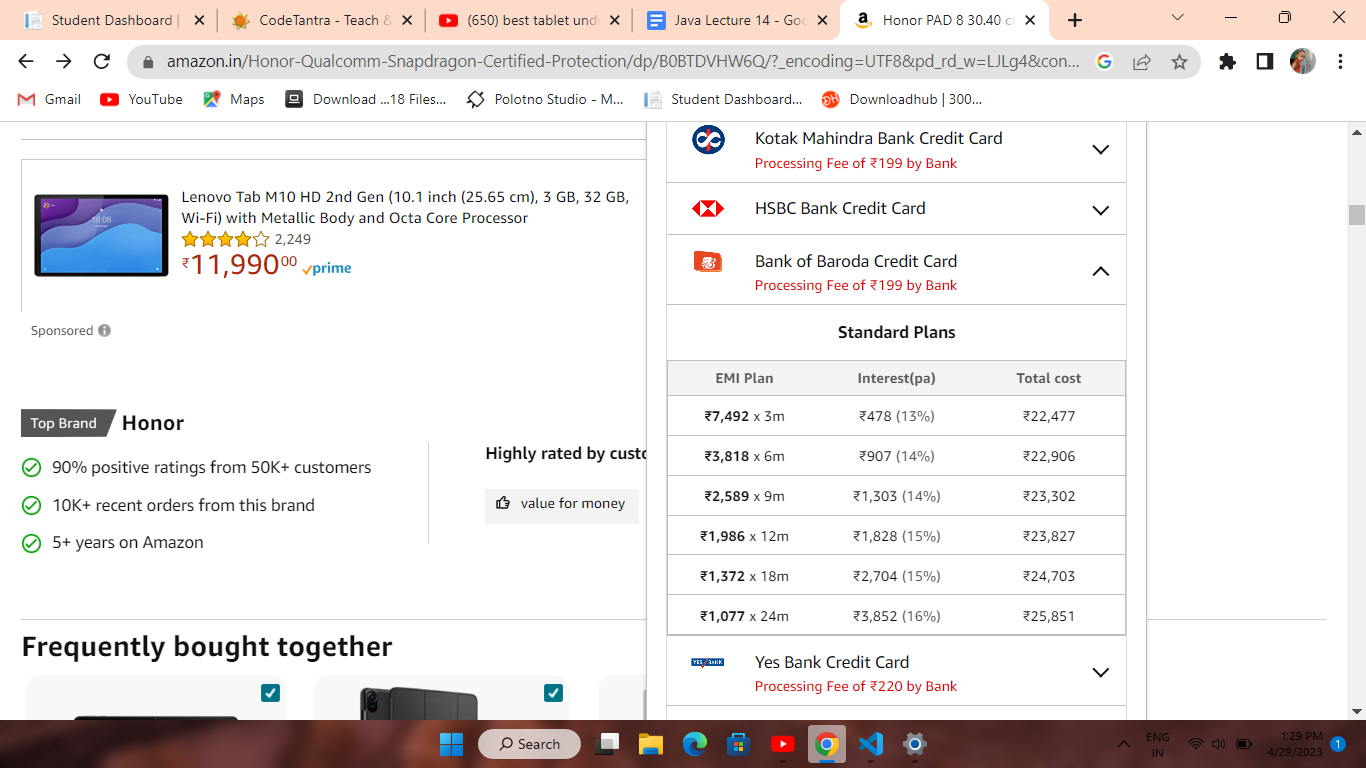 Student Dashboard |
CodeTantra - Teach &
(650) best tablet und
Java Lecture 14 - Goo
Honor PAD 8 30.40 c
amazon.in/Honor-Qualcomm-Snapdragon-Certified-Protection/dp/B0BTDVHW6Q/?_encoding=UTF8&pd_rd_w=LJLg4&con...
Gmail
YouTube
Maps
Download ...18 Files...
Polotno Studio - M...
Student Dashboard...
Downloadhub | 300...
Lenovo Tab M10 HD 2nd Gen (10.1 inch (25.65 cm), 3 GB, 32 GB,
Wi-Fi) with Metallic Body and Octa Core Processor
2,249
₹11,99000 prime
Sponsored
Top Brand Honor
90% positive ratings from 50K+ customers
10K+ recent orders from this brand
5+ years on Amazon
Highly rated by custo
value for money
Frequently bought together
Kotak Mahindra Bank Credit Card
Processing Fee of ₹199 by Bank
HSBC Bank Credit Card
Bank of Baroda Credit Card
Processing Fee of ₹199 by Bank
Standard Plans
EMI Plan Interest(pa) Total cost
₹7,492 x 3m ₹478 (13%) ₹22,477
₹3,818 x 6m ₹907 (14%) ₹22,906
₹2,589 x 9m ₹1,303 (14%) ₹23,302
₹1,986 x 12m ₹1,828 (15%) ₹23,827
₹1,372 x 18m ₹2,704 (15%) ₹24,703
₹1,077 x 24m ₹3,852 (16%) ₹25,851
YES BANK
Yes Bank Credit Card
Processing Fee of ₹220 by Bank
Search
ENG
IN
1:29 PM
4/29/2023
1